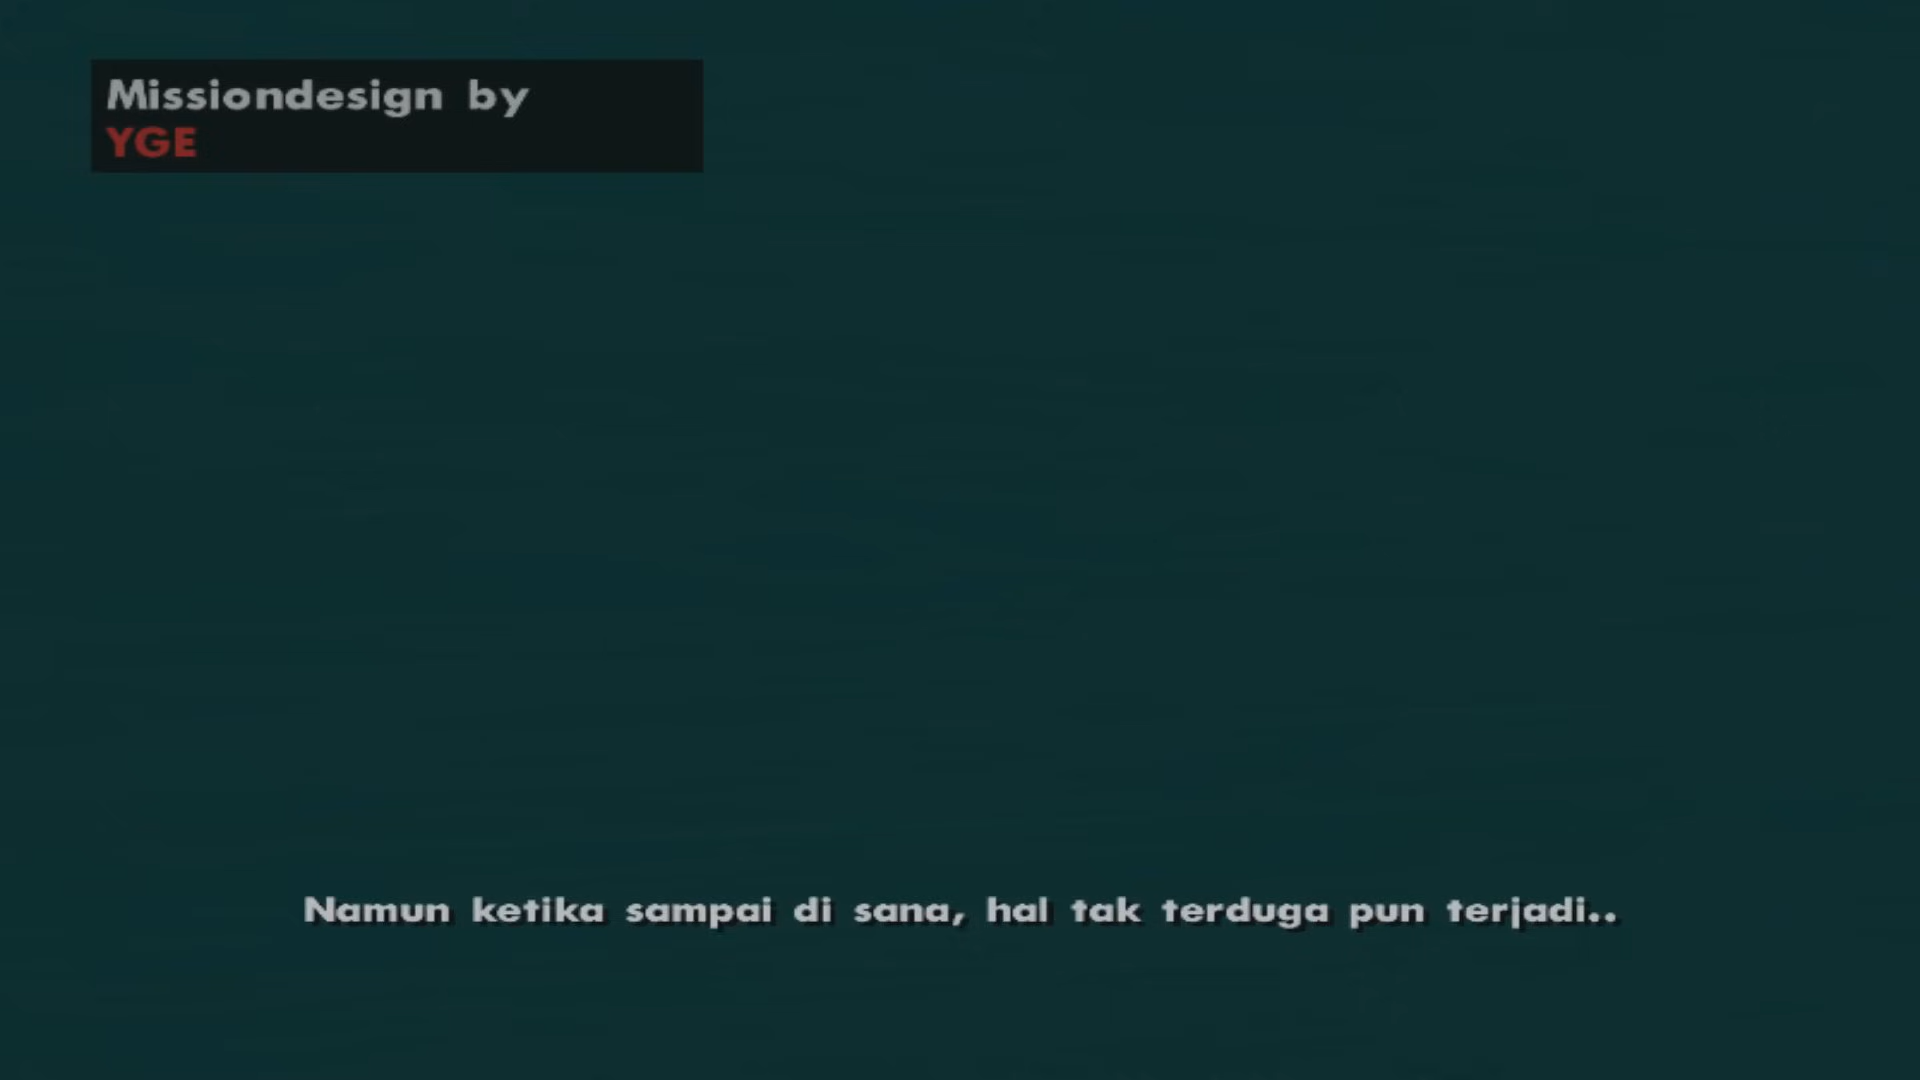 Missiondesign by
YGE
Namun ketika sampai di sana, hal tak terduga pun terjadi..